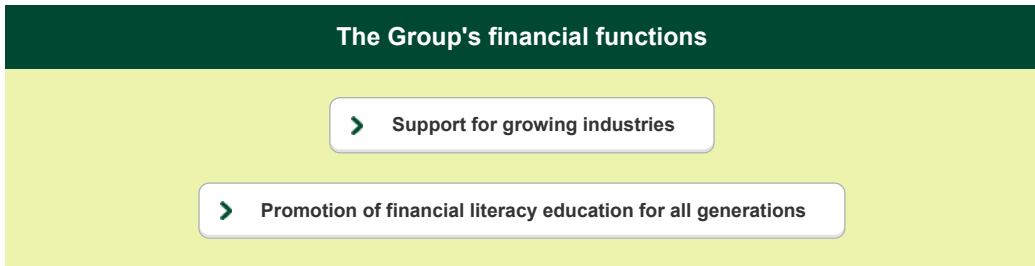 The Group's financial functions
Support for growing industries
Promotion of financial literacy education for all generations